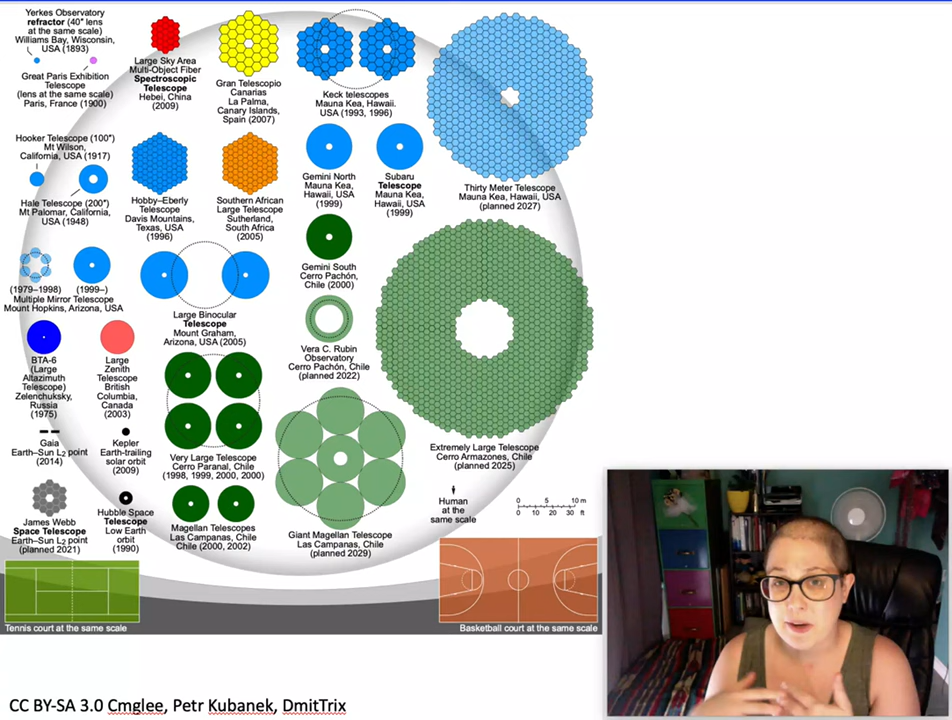 Yerkes Observatory
refractor (40″ lens
at the same scale)
Williams Bay, Wisconsin,
USA (1893)
Great Paris Exhibition
Telescope
(lens at the same scale)
Paris, France (1900)
Large Sky Area
Multi-Object Fiber
Spectroscopic
Telescope
Hebei, China
(2009)
Gran Telescopio
Canarias
La Palma,
Canary Islands,
Spain (2007)
Keck telescopes
Mauna Kea, Hawaii.
USA (1993, 1996)
Thirty Meter Telescope
Mauna Kea, Hawaii, USA
(planned 2027)
Hooker Telescope (100″)
Mt Wilson,
California, USA (1917)
Hale Telescope (200″)
Mt Palomar, California,
USA (1948)
Hobby–Eberly
Telescope
Davis Mountains,
Texas, USA
(1996)
Southern African
Large Telescope
Sutherland,
South Africa
(2005)
Gemini North
Mauna Kea,
Hawaii, USA
(1999)
Subaru
Telescope
Mauna Kea,
Hawaii, USA
(1999)
Gemini South
Cerro Pachón,
Chile (2000)
(1979–1998)
(1999–)
Multiple Mirror Telescope
Mount Hopkins, Arizona, USA
Large Binocular
Telescope
Mount Graham,
Arizona, USA (2005)
Vera C. Rubin
Observatory
Cerro Pachón, Chile
(planned 2022)
BTA-6
(Large
Altazimuth
Telescope)
Zelenchuksky,
Russia
(1975)
Large
Zenith
Telescope
British
Columbia,
Canada
(2003)
Very Large Telescope
Cerro Paranal, Chile
(1998, 1999, 2000, 2000)
Extremely Large Telescope
Cerro Armazones, Chile
(planned 2025)
Gaia
Earth–Sun L₂ point
(2014)
Kepler
Earth-trailing
solar orbit
(2009)
James Webb
Space Telescope
Earth–Sun L₂ point
(planned 2021)
Hubble Space
Telescope
Low Earth
orbit
(1990)
Magellan Telescopes
Las Campanas, Chile
Chile (2000, 2002)
Giant Magellan Telescope
Las Campanas, Chile
(planned 2029)
Human
at the
same scale
0 5 10 m
0 10 20 30 ft
Tennis court at the same scale
Basketball court at the same scale
CC BY-SA 3.0 Cmglee, Petr Kubanek, DmitTrix